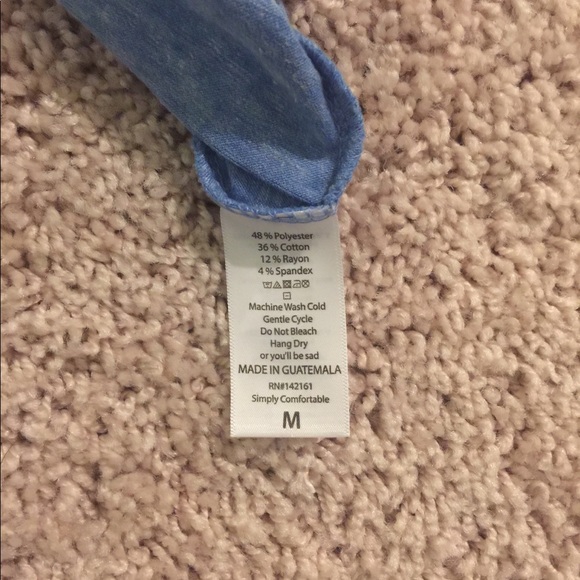 48 % Polyester
36 % Cotton
12 % Rayon
4 % Spandex
Machine Wash Cold
Gentle Cycle
Do Not Bleach
Hang Dry
or you'll be sad
MADE IN GUATEMALA
RN#142161
Simply Comfortable
M